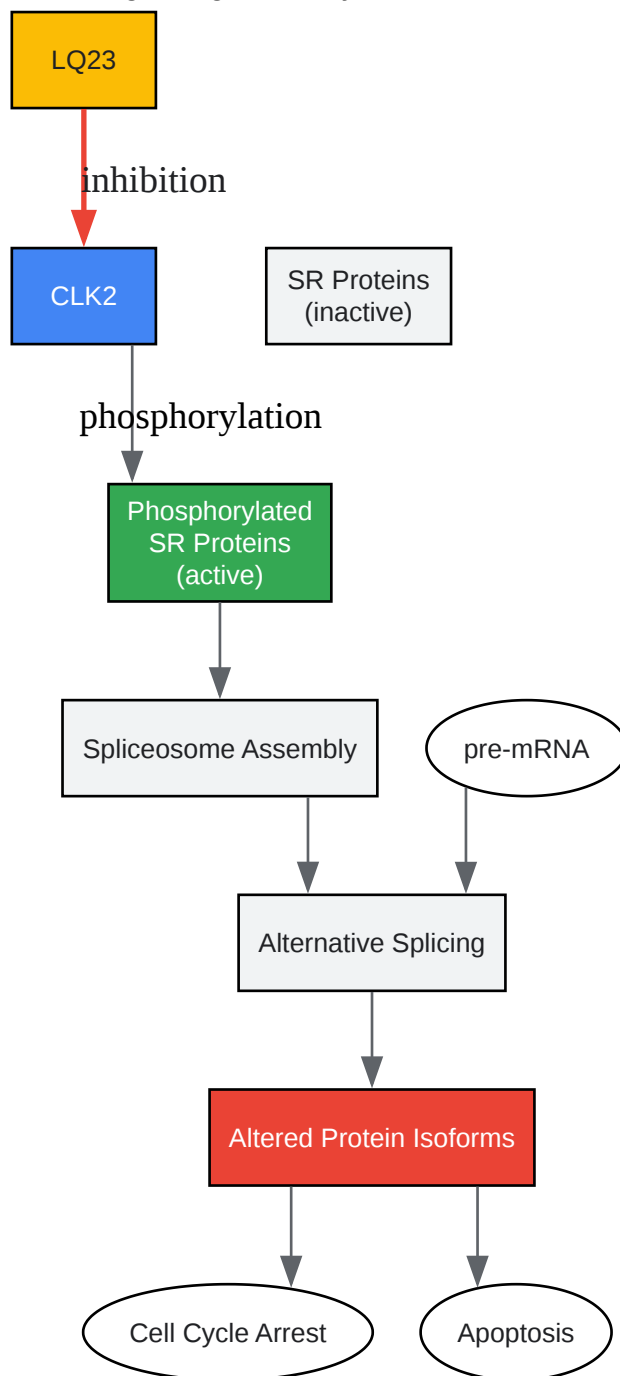 LQ23
inhibition
CLK2
SR Proteins
(inactive)
phosphorylation
Phosphorylated
SR Proteins
(active)
Spliceosome Assembly
pre-mRNA
Alternative Splicing
Altered Protein Isoforms
Cell Cycle Arrest
Apoptosis